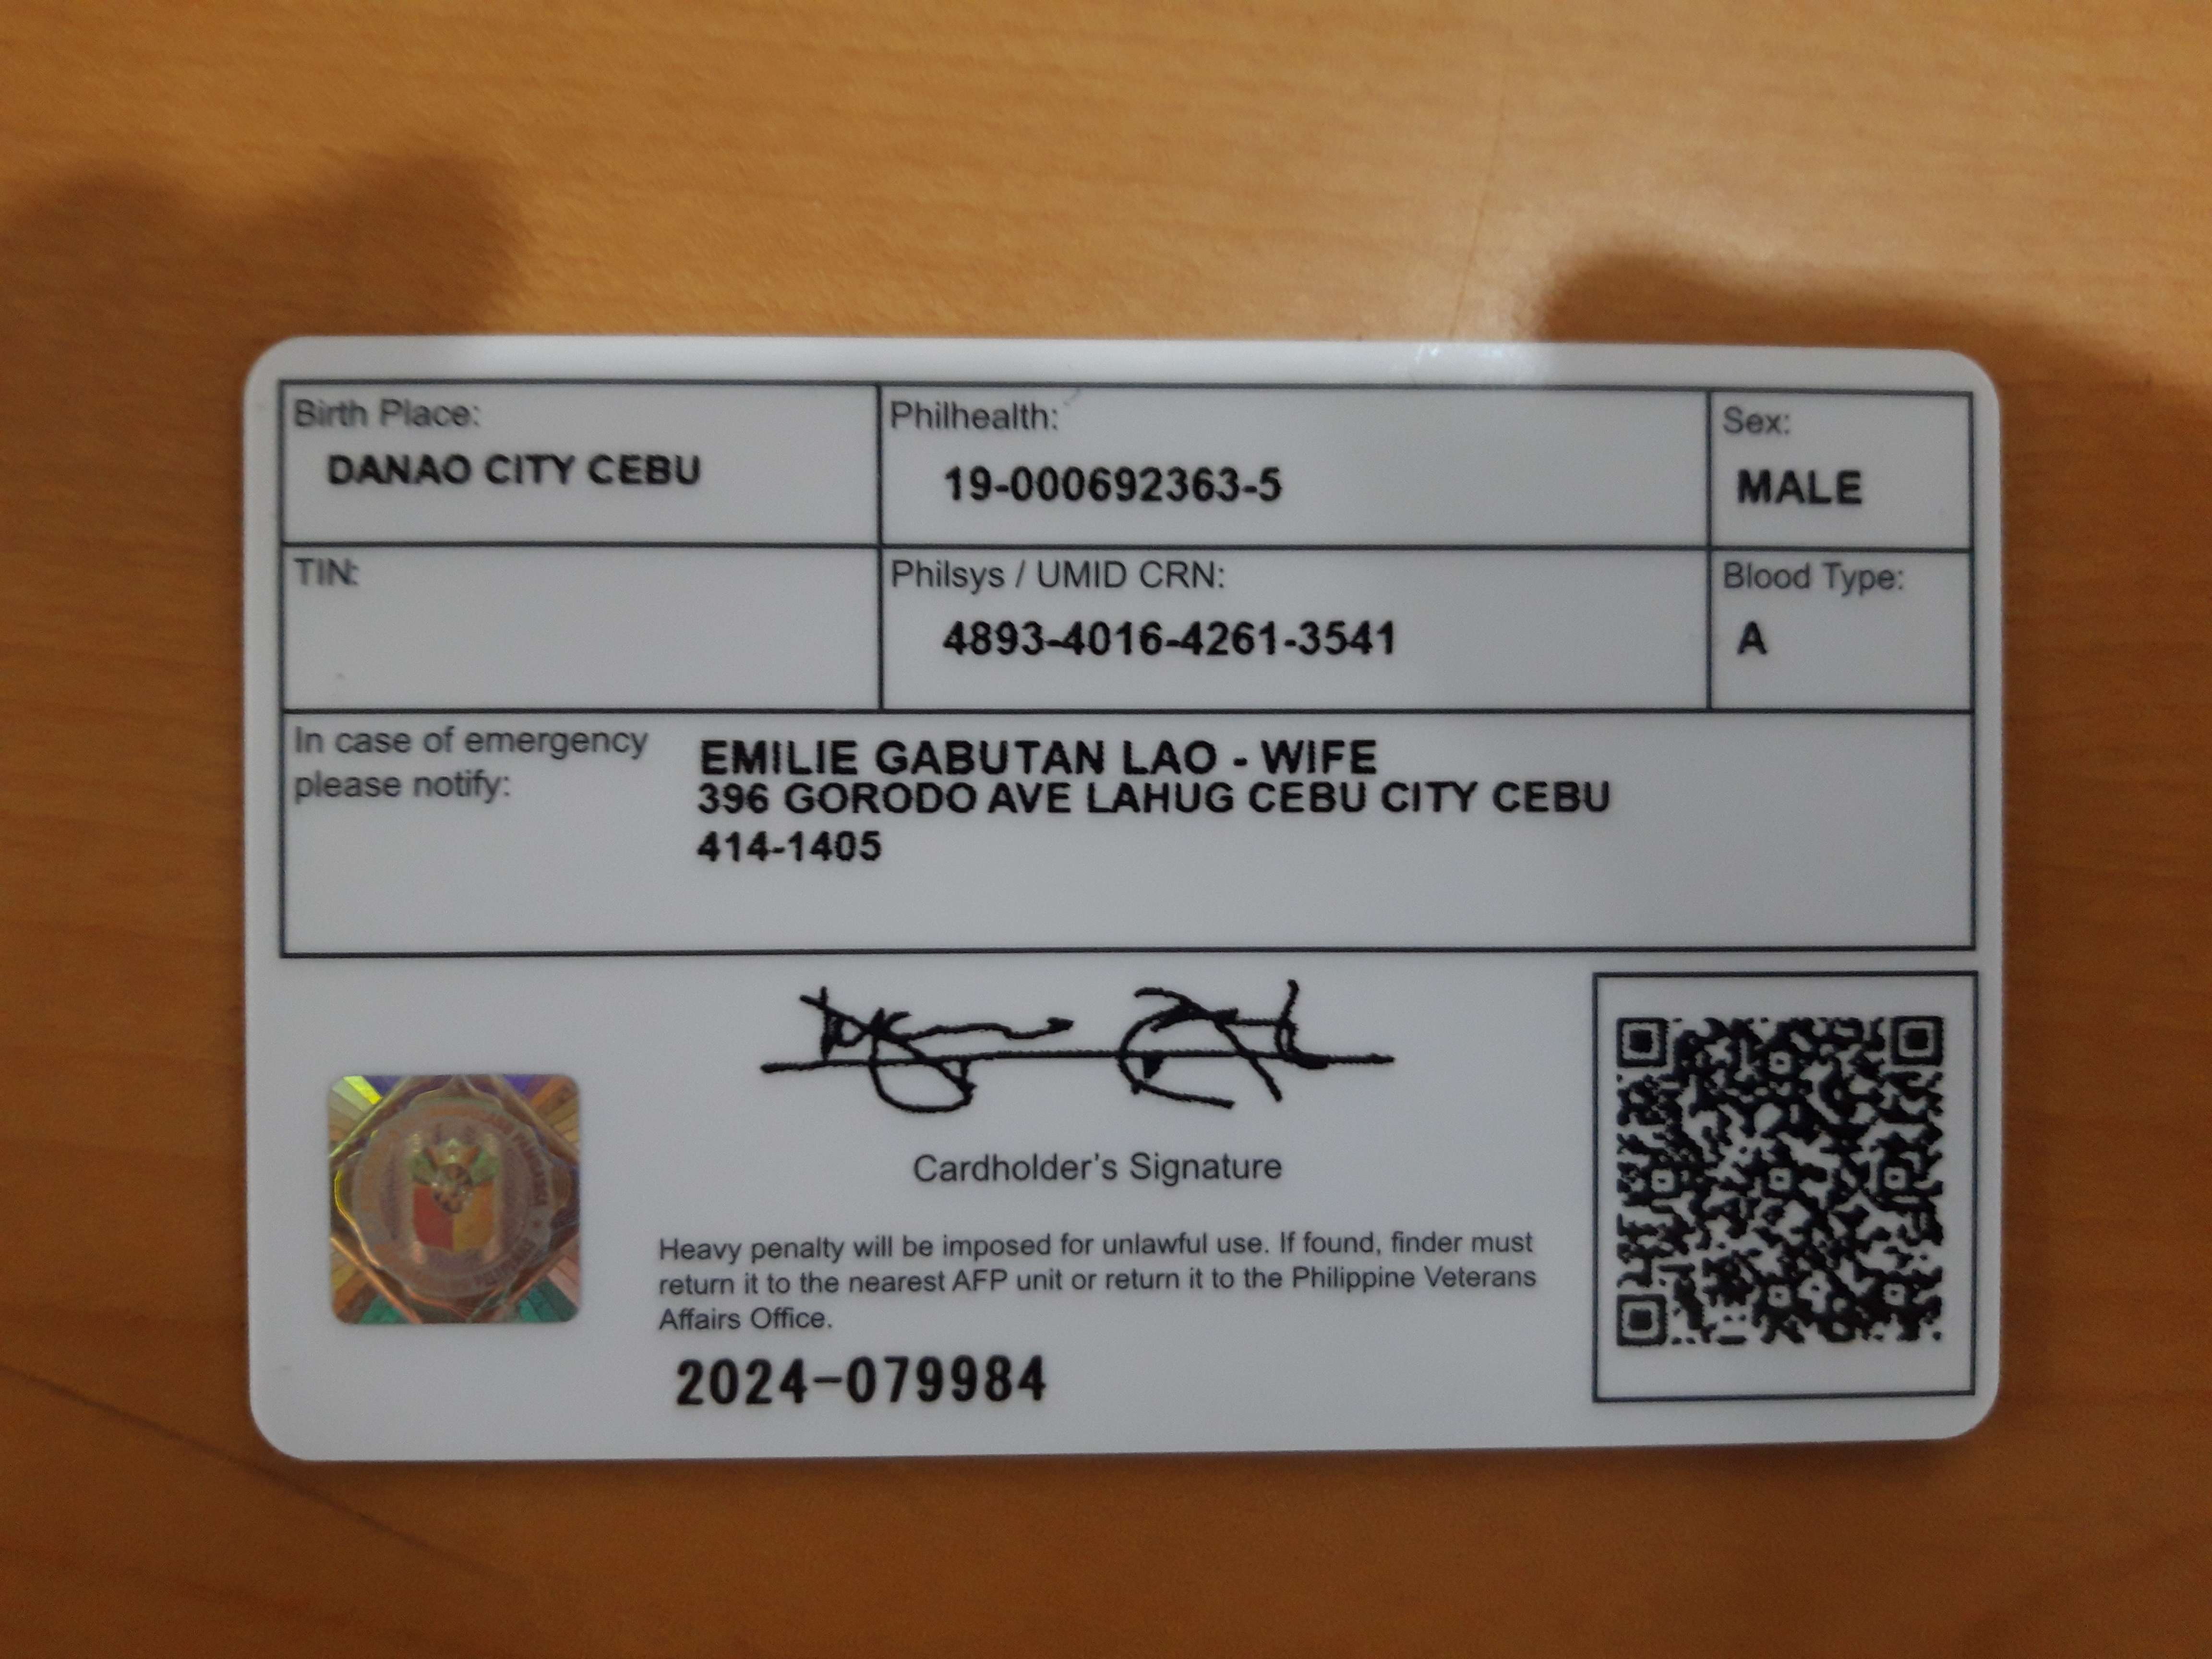 Birth Place:
DANAO CITY CEBU
Philhealth:
19-000692363-5
Sex:
MALE
TIN:
Philsys / UMID CRN:
4893-4016-4261-3541
Blood Type:
A
In case of emergency
please notify:
EMILIE GABUTAN LAO - WIFE
396 GORODO AVE LAHUG CEBU CITY CEBU
414-1405
Cardholder's Signature
Heavy penalty will be imposed for unlawful use. If found, finder must
return it to the nearest AFP unit or return it to the Philippine Veterans
Affairs Office.
2024-079984